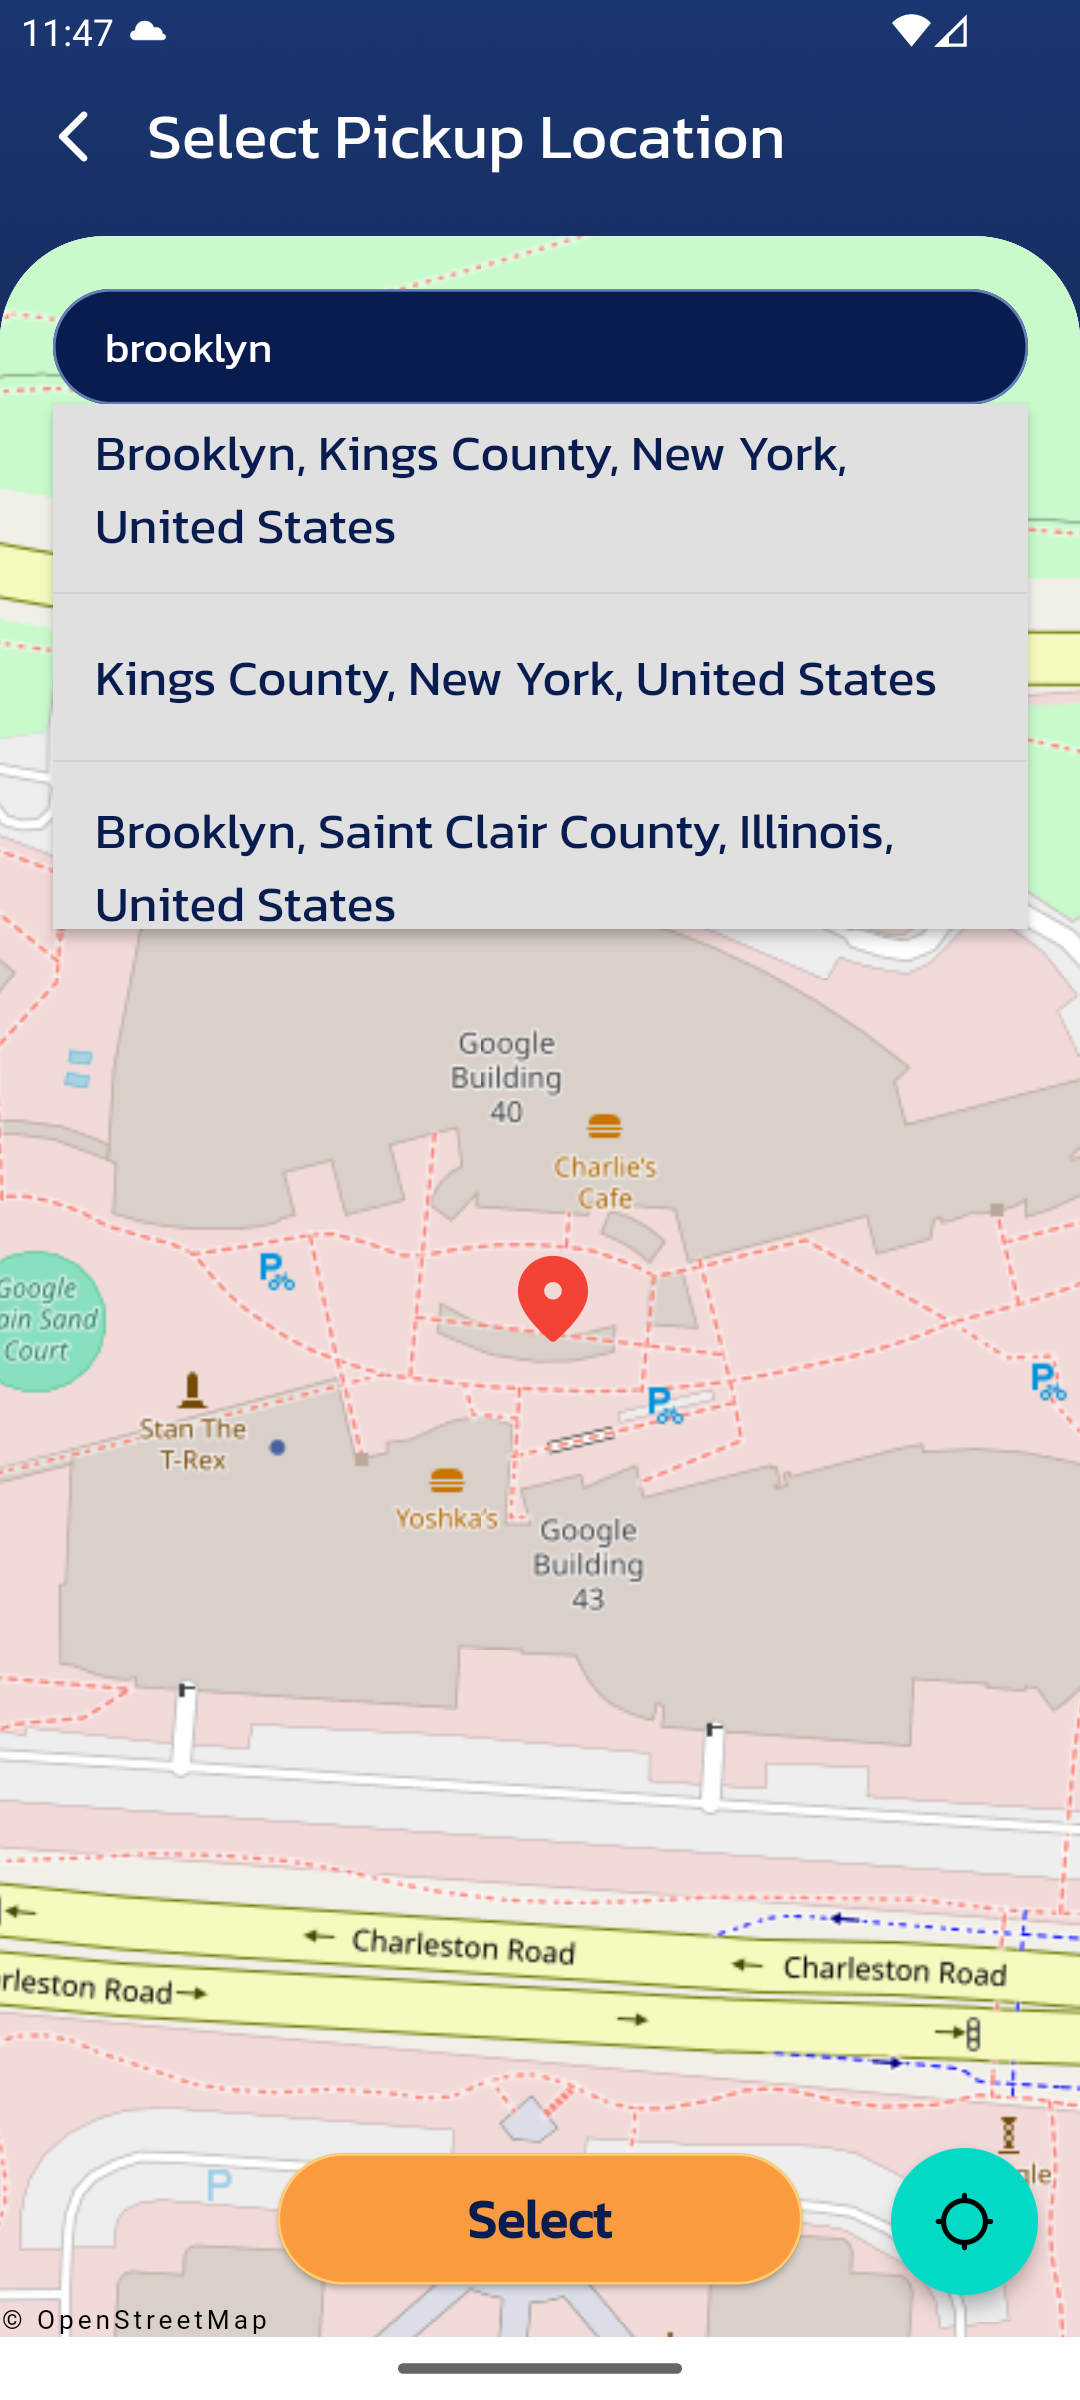 11:47
Select Pickup Location
brooklyn
Brooklyn, Kings County, New York,
United States
Kings County, New York, United States
Brooklyn, Saint Clair County, Illinois,
United States
Google
Building
40
Charlie's
Cafe
P
Google
Sand
Court
P
P
Stan The
T-Rex
Yoshka's
Google
Building
43
Charleston Road
Charleston Road
Road
P
Select
© OpenStreetMap